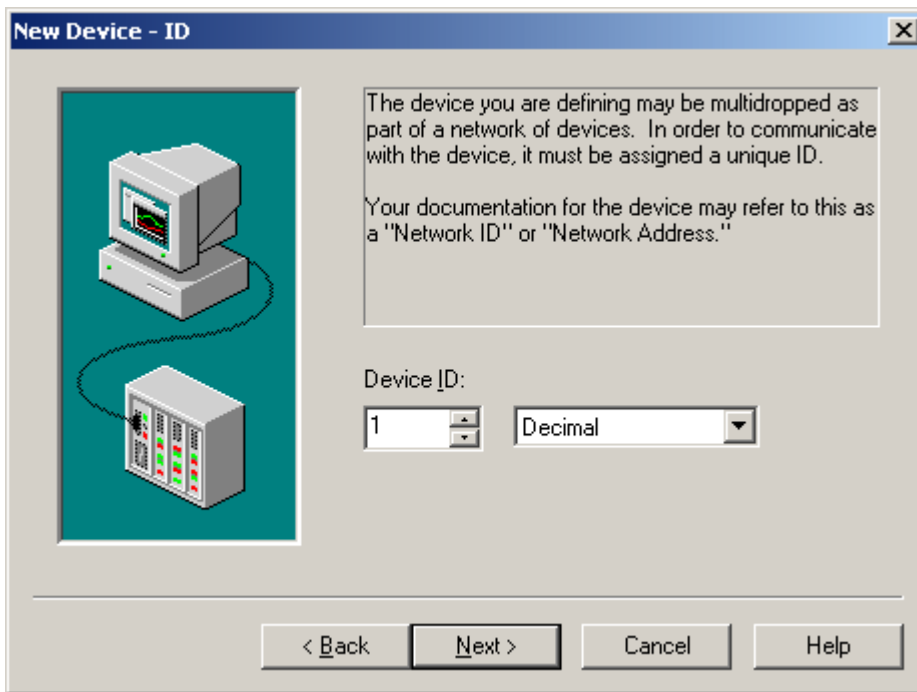 New Device - ID
The device you are defining may be multidropped as
part of a network of devices.  In order to communicate
with the device, it must be assigned a unique ID.
Your documentation for the device may refer to this as
a "Network ID" or "Network Address."
Device ID:
1 Decimal
< Back Next > Cancel Help